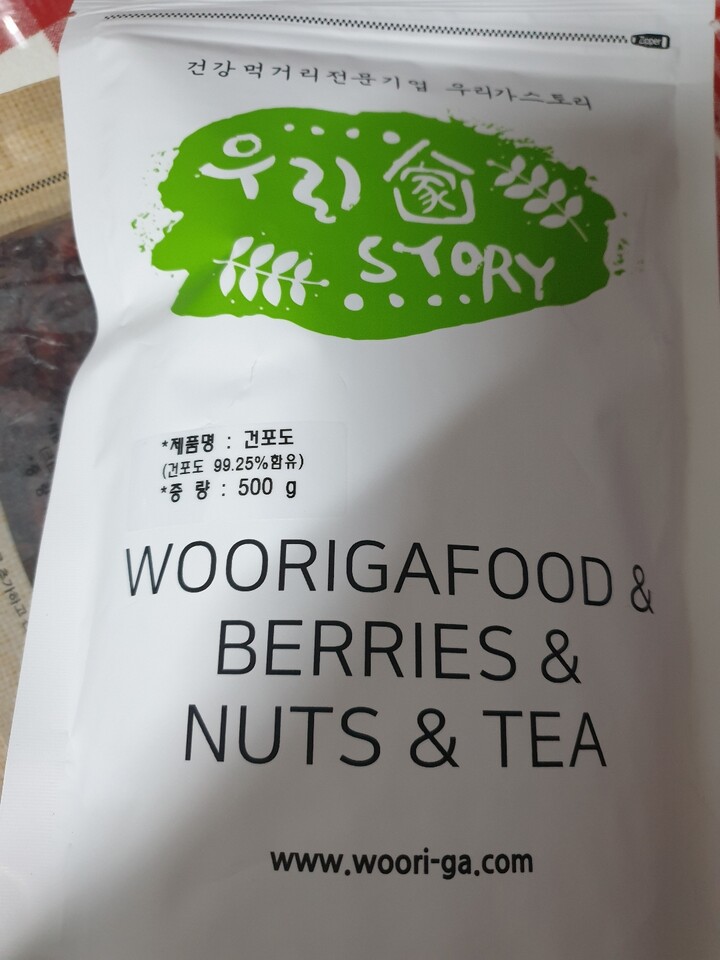 Zipper
건강먹거리전문기업 우리가스토리
우리家
STORY
*제품명 : 건포도
(건포도 99.25%함유)
*중 량 : 500 g
WOORIGAFOOD &
BERRIES &
NUTS & TEA
www.woori-ga.com